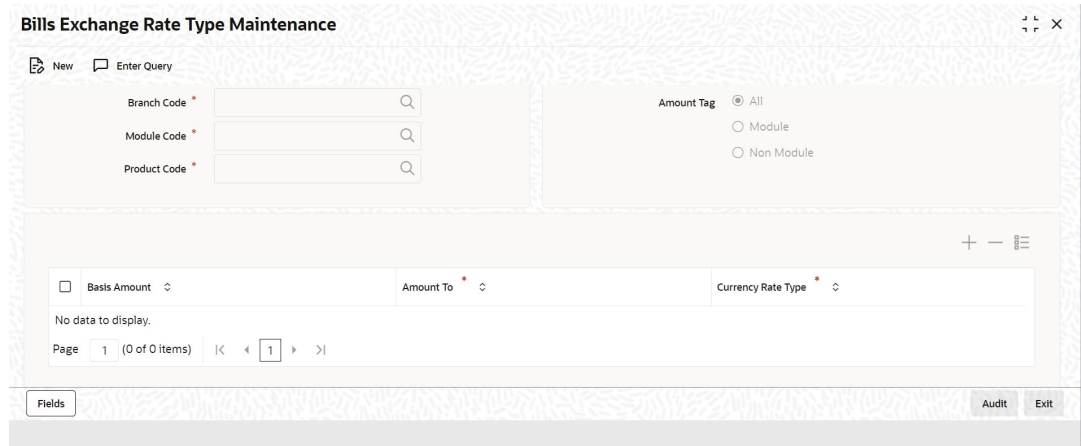 Bills Exchange Rate Type Maintenance
New Enter Query
Branch Code *
Module Code *
Product Code *
Amount Tag All
Module
Non Module
Basis Amount Amount To * Currency Rate Type *
No data to display.
Page 1 (0 of 0 items) 1
Fields Audit Exit